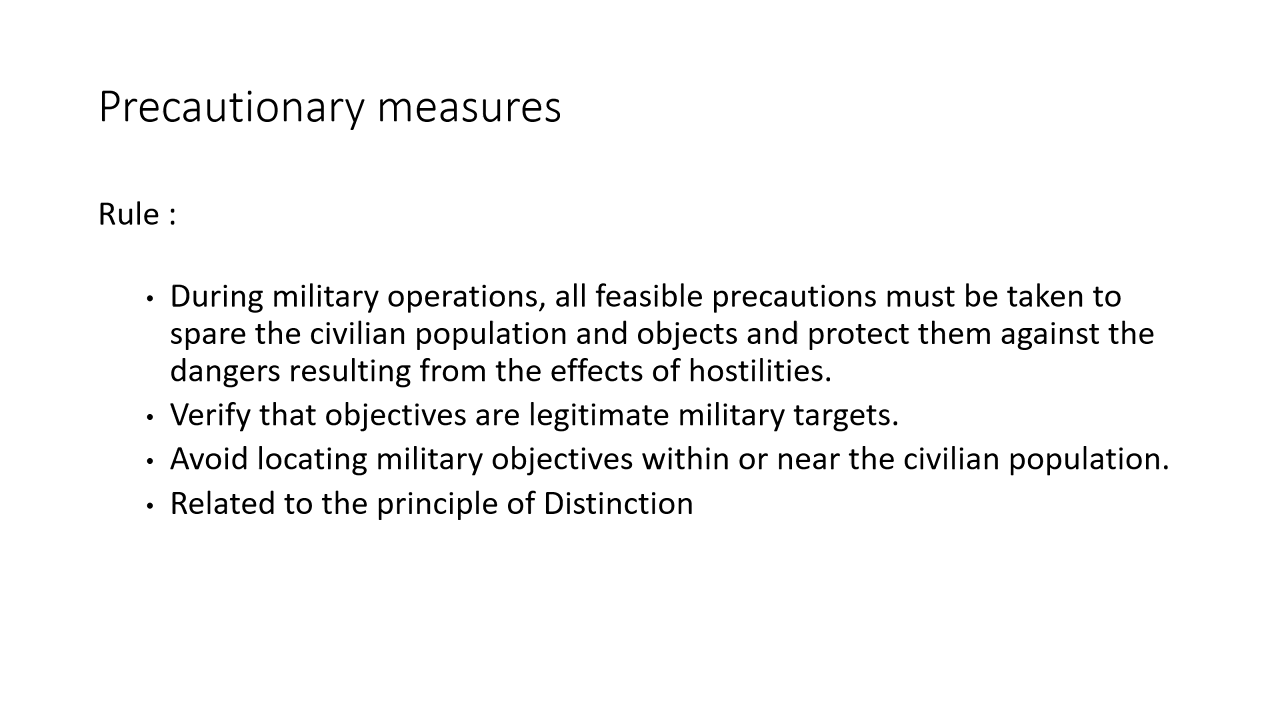 Precautionary measures
Rule :
• During military operations, all feasible precautions must be taken to
spare the civilian population and objects and protect them against the
dangers resulting from the effects of hostilities.
• Verify that objectives are legitimate military targets.
• Avoid locating military objectives within or near the civilian population.
• Related to the principle of Distinction